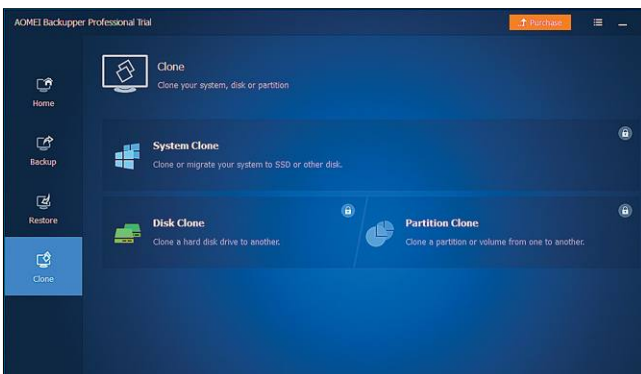 AOMEI Backupper Professional Trial
Purchase
Clone
Clone your system, disk or partition
Home
System Clone
Clone or migrate your system to SSD or other disk.
Backup
Restore
Disk Clone
Clone a hard disk drive to another.
Partition Clone
Clone a partition or volume from one to another.
Clone